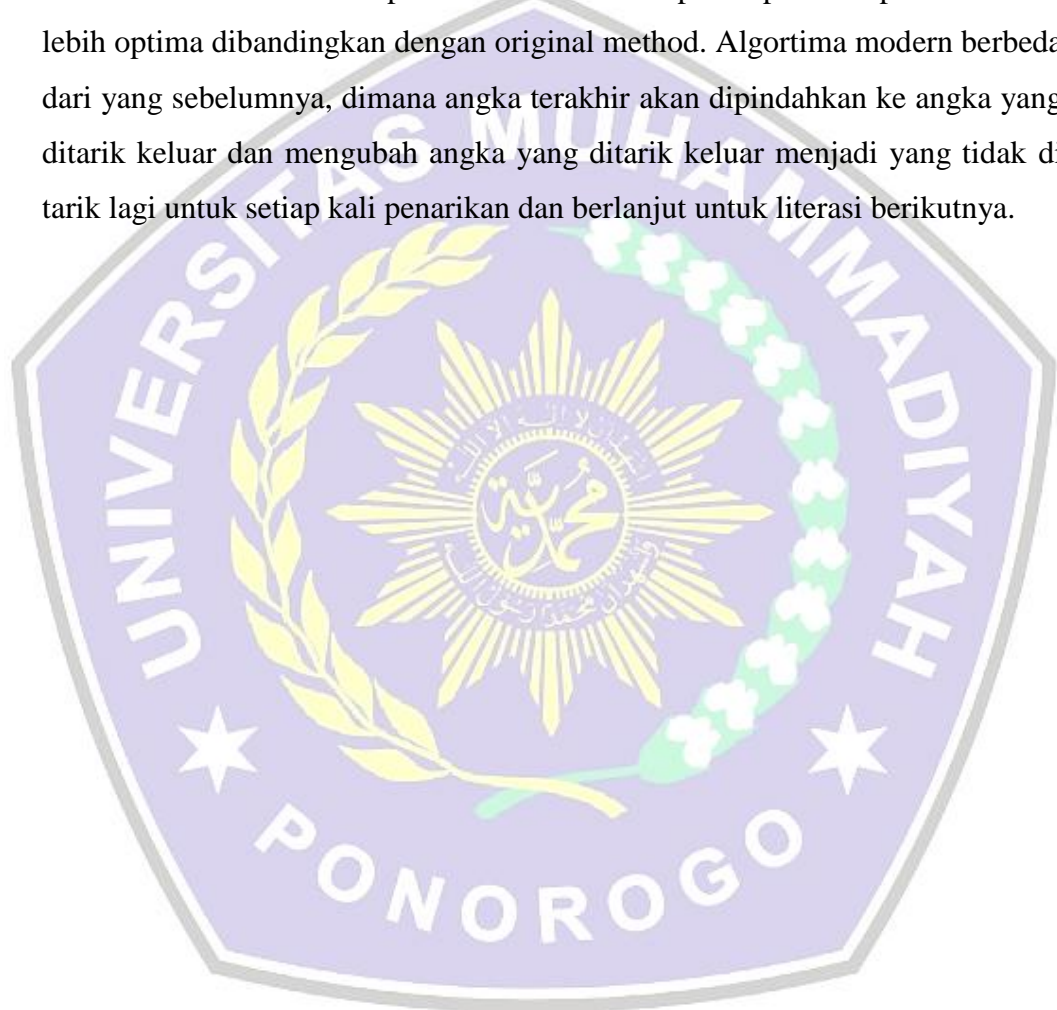 lebih optima dibandingkan dengan original method. Algortima modern berbeda
dari yang sebelumnya, dimana angka terakhir akan dipindahkan ke angka yang
ditarik keluar dan mengubah angka yang ditarik keluar menjadi yang tidak di
tarik lagi untuk setiap kali penarikan dan berlanjut untuk literasi berikutnya.
UNIVERSITAS MUHAMMADIYAH
محمدية
PONOROGO